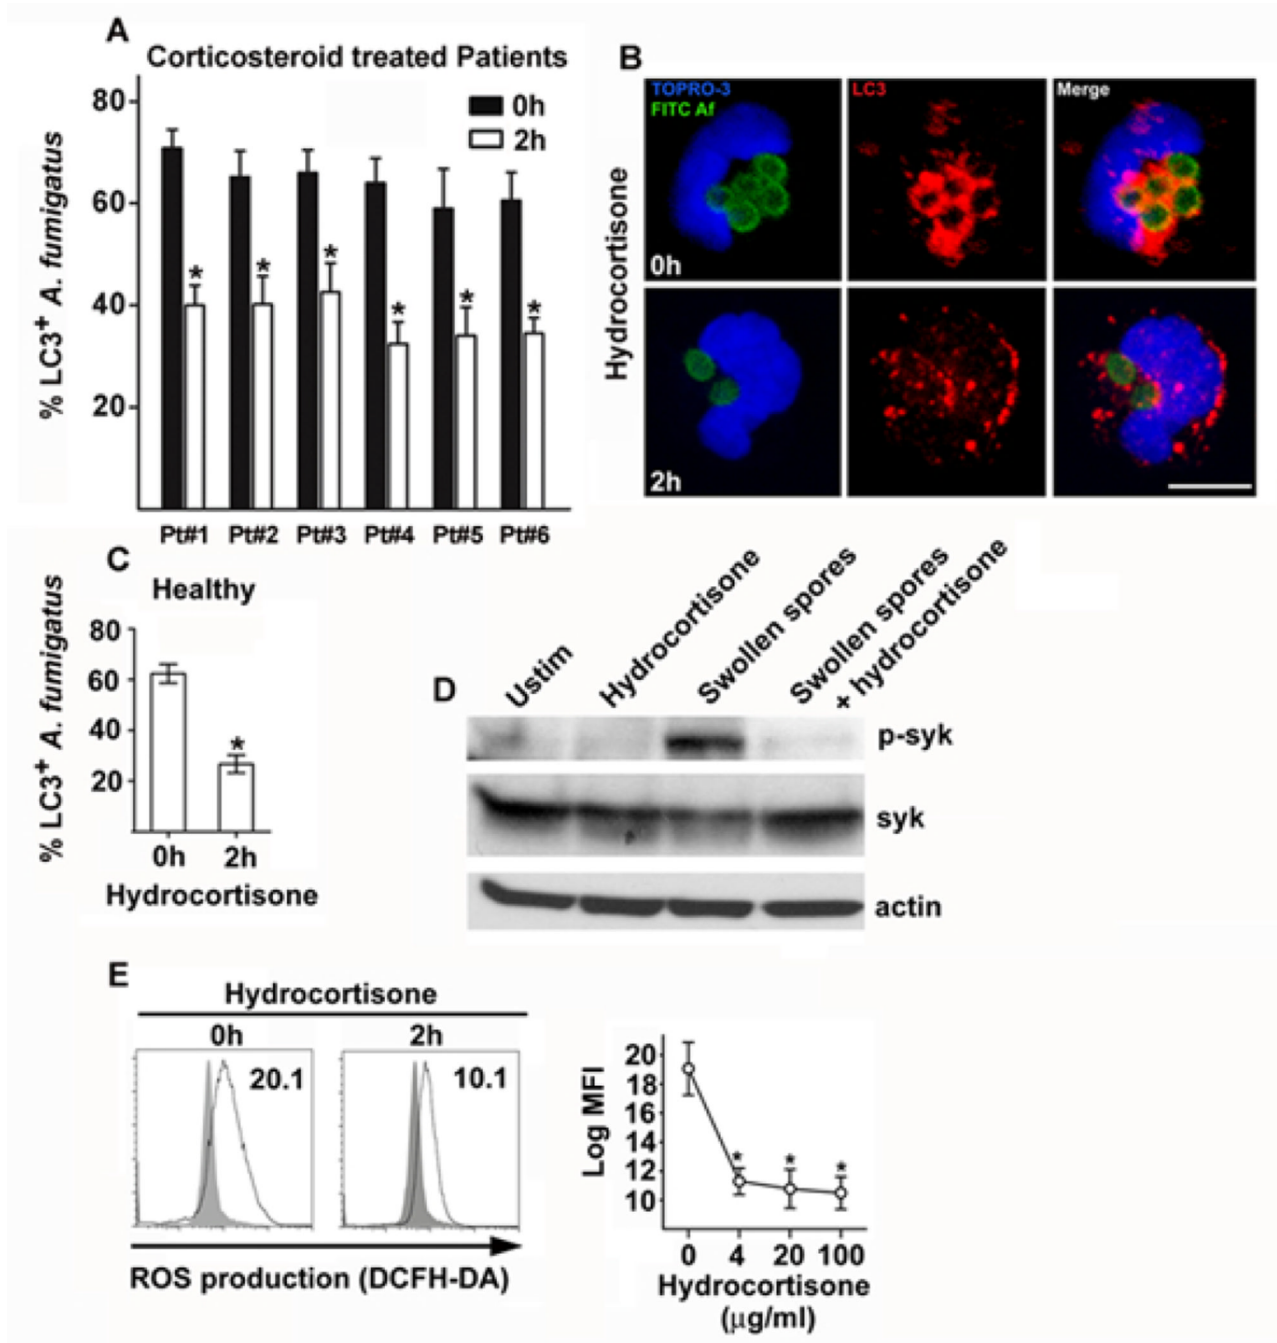 A
Corticosteroid treated Patients
80
60
40
20
% LC3+ A. fumigatus
0h
2h
*
*
*
*
*
*
Pt#1 Pt#2 Pt#3 Pt#4 Pt#5 Pt#6
B
Hydrocortisone
TOPRO-3
FITC Af
LC3
Merge
0h
2h
C
Healthy
% LC3+ A. fumigatus
80
60
40
20
*
0h 2h
Hydrocortisone
D
Ustim
Hydrocortisone
Swollen spores
Swollen spores
+ hydrocortisone
p-syk
syk
actin
E
Hydrocortisone
0h 2h
20.1
10.1
ROS production (DCFH-DA)
Log MFI
20
18
16
14
12
10
* * *
0 4 20 100
Hydrocortisone
(μg/ml)